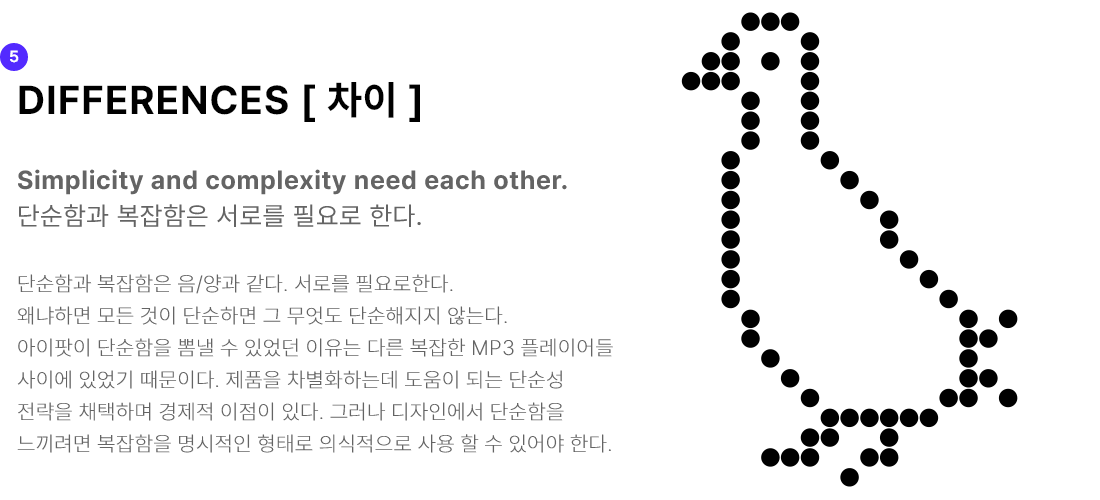 5
DIFFERENCES [ 차이 ]
Simplicity and complexity need each other.
단순함과 복잡함은 서로를 필요로 한다.
단순함과 복잡함은 음/양과 같다. 서로를 필요로한다.
왜냐하면 모든 것이 단순하면 그 무엇도 단순해지지 않는다.
아이팟이 단순함을 뽐낼 수 있었던 이유는 다른 복잡한 MP3 플레이어들
사이에 있었기 때문이다. 제품을 차별화하는데 도움이 되는 단순성
전략을 채택하며 경제적 이점이 있다. 그러나 디자인에서 단순함을
느끼려면 복잡함을 명시적인 형태로 의식적으로 사용 할 수 있어야 한다.